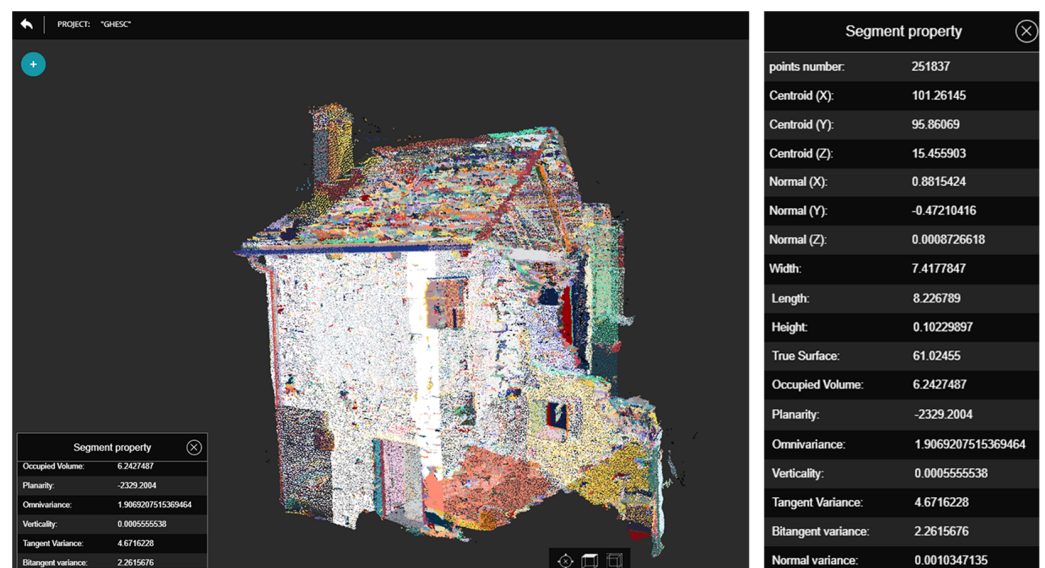 PROJECT: "GHESC"
+
Segment property
Occupied Volume: 6.2427487
Planarity: -2329.2004
Omnivariance: 1.9069207515369464
Verticality: 0.0005555538
Tangent Variance: 4.6716228
Bitangent variance: 2.2615676
Segment property
points number: 251837
Centroid (X): 101.26145
Centroid (Y): 95.86069
Centroid (Z): 15.455903
Normal (X): 0.8815424
Normal (Y): -0.47210416
Normal (Z): 0.0008726618
Width: 7.4177847
Length: 8.226789
Height: 0.10229897
True Surface: 61.02455
Occupied Volume: 6.2427487
Planarity: -2329.2004
Omnivariance: 1.9069207515369464
Verticality: 0.0005555538
Tangent Variance: 4.6716228
Bitangent variance: 2.2615676
Normal variance: 0.0010347135